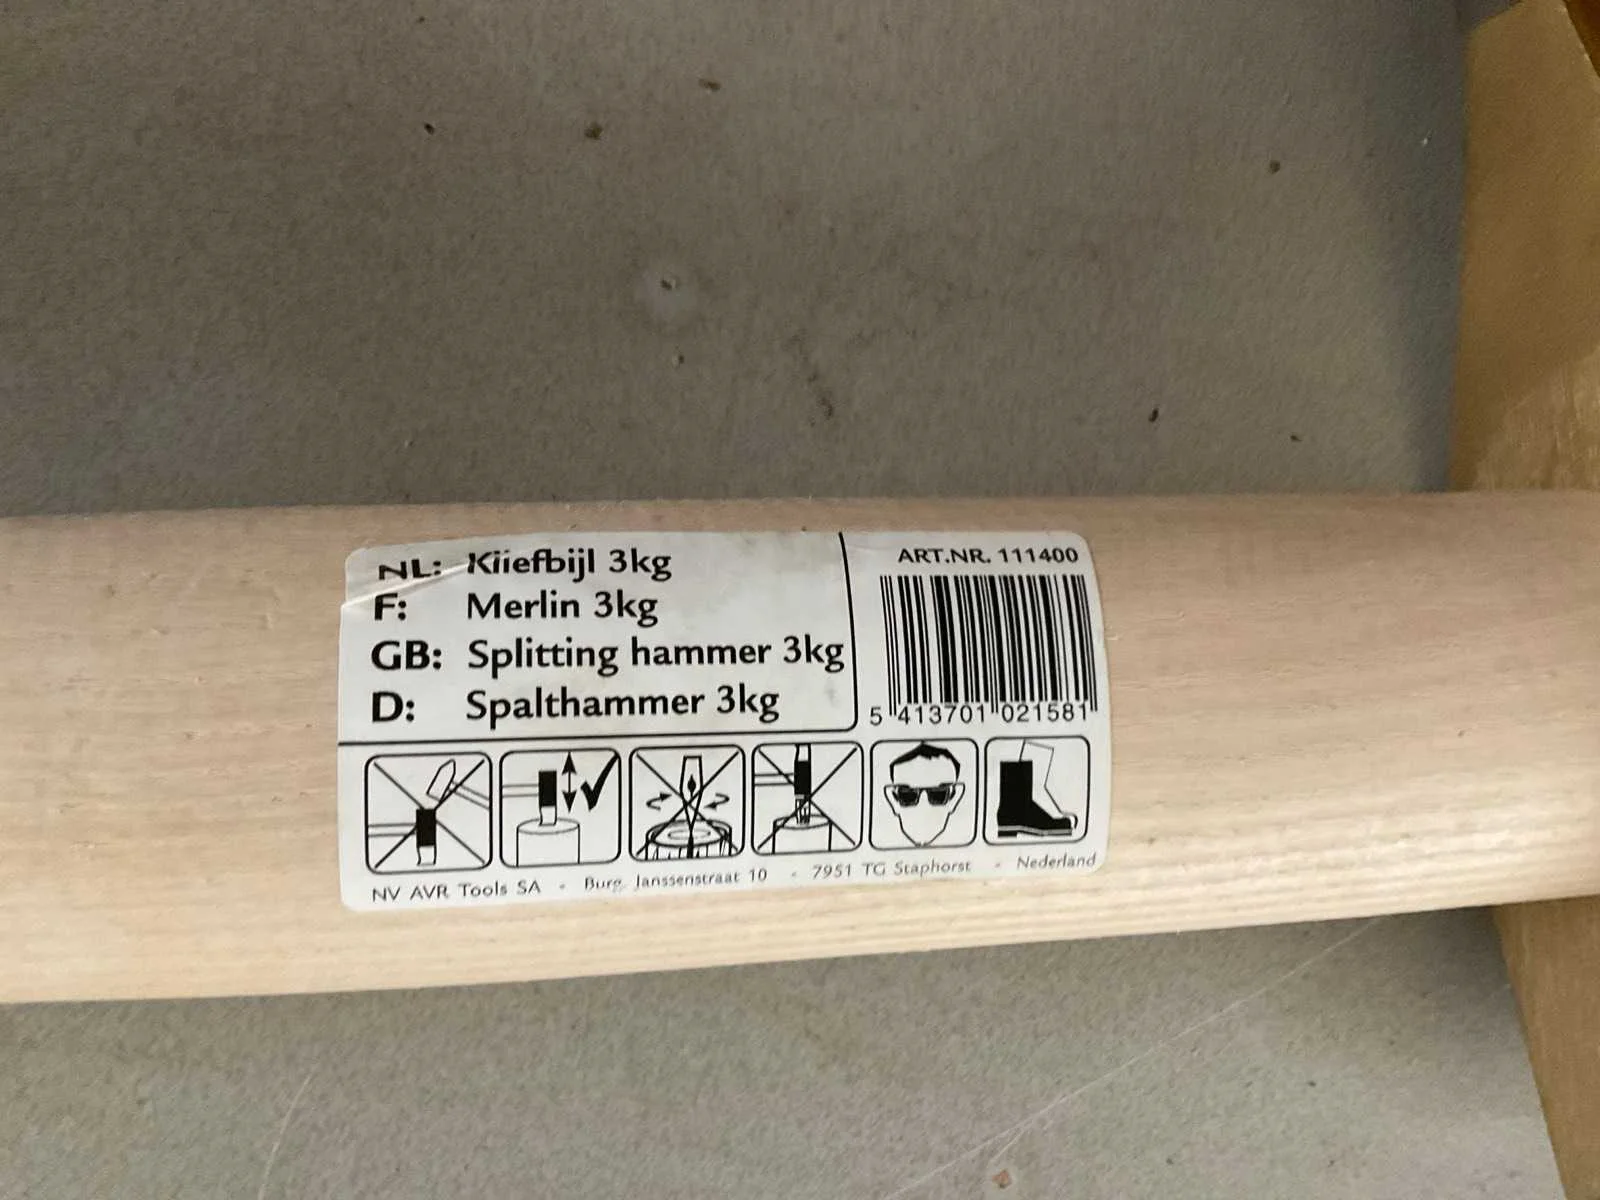 NL: Kliefbijl 3kg
F: Merlin 3kg
GB: Splitting hammer 3kg
D: Spalthammer 3kg
ART.NR. 111400
5 413701 021581
NV AVR Tools SA - Burg. Janssenstraat 10 - 7951 TG Staphorst - Nederland